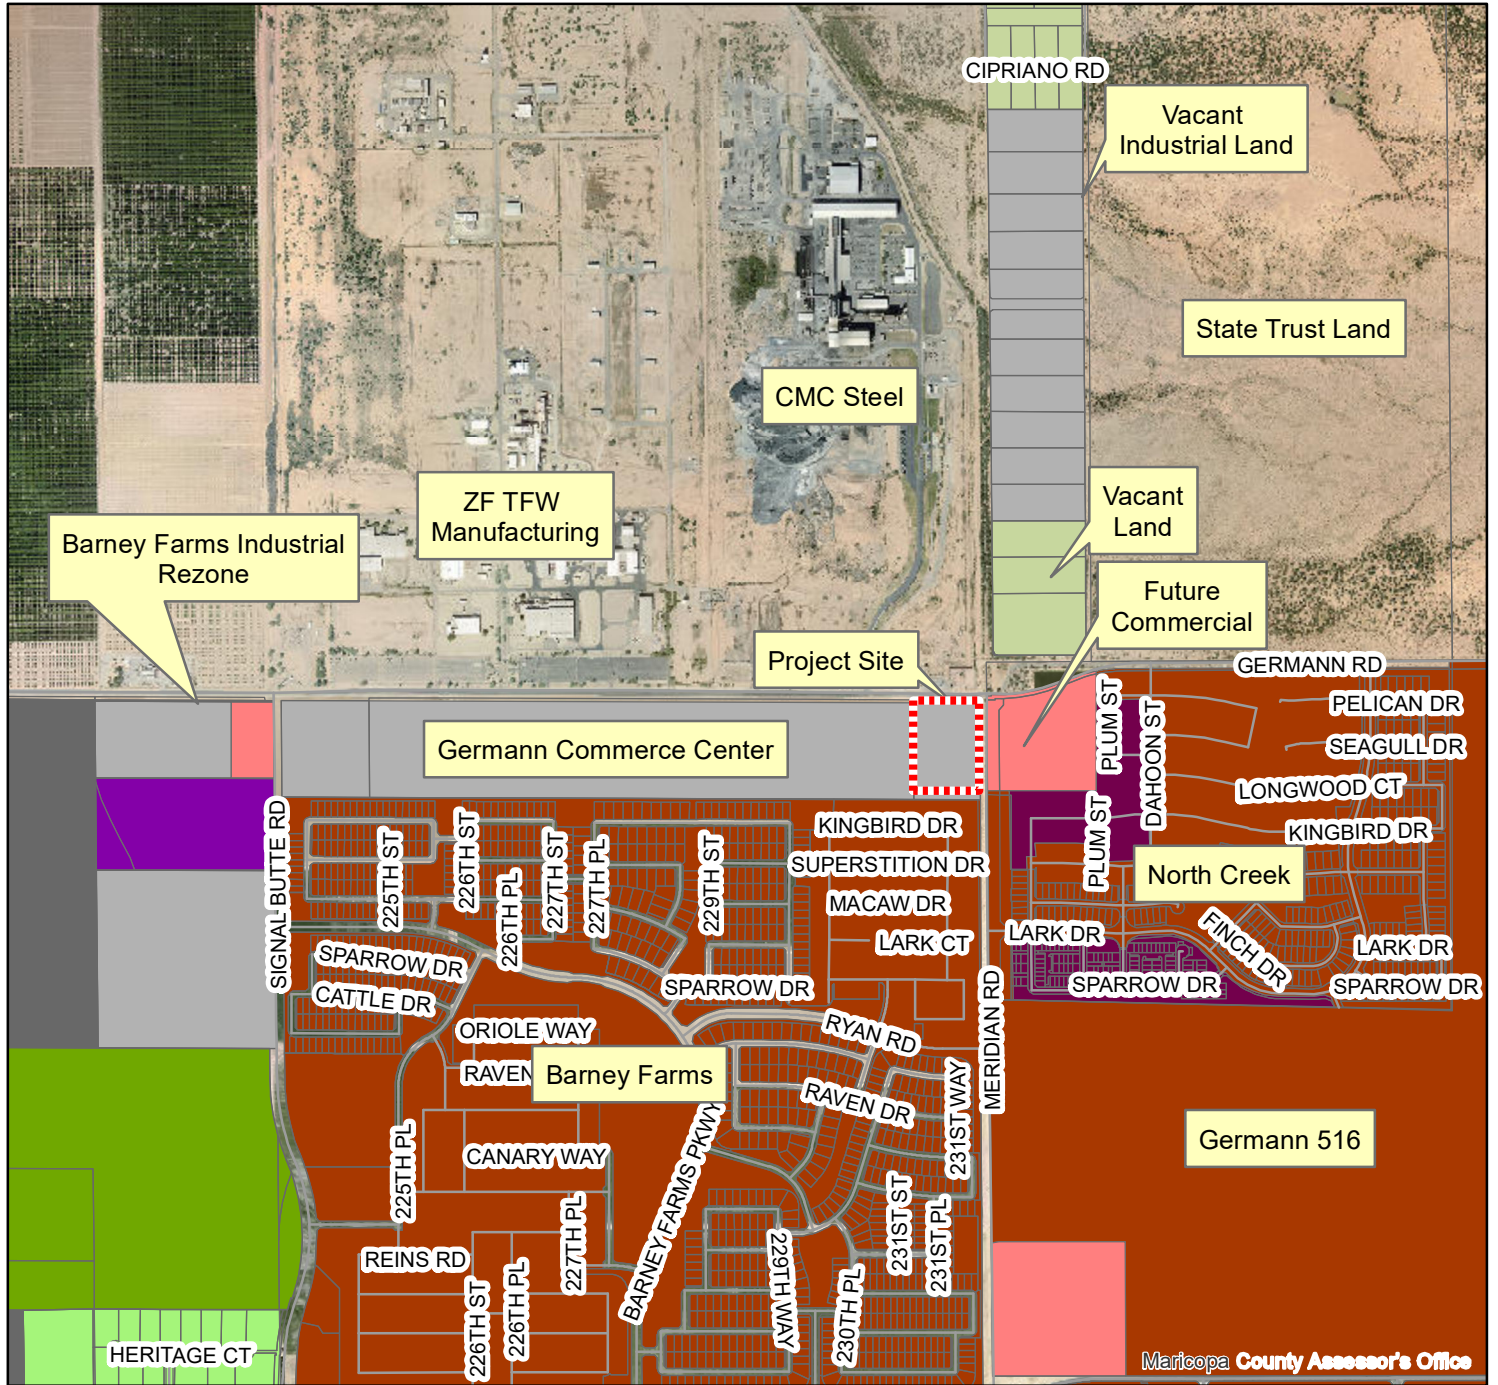 CIPRIANO RD
Vacant
Industrial Land
State Trust Land
CMC Steel
ZF TFW
Manufacturing
Vacant
Land
Barney Farms Industrial
Rezone
Future
Commercial
Project Site
GERMANN RD
PELICAN DR
PLUM ST
DAHOON ST
SEAGULL DR
Germann Commerce Center
LONGWOOD CT
KINGBIRD DR
KINGBIRD DR
SIGNAL BUTTE RD
225TH ST
226TH ST
226TH PL
227TH ST
227TH PL
229TH ST
SUPERSTITION DR
PLUM ST
North Creek
MACAW DR
LARK CT
LARK DR
FINCH DR
LARK DR
SPARROW DR
CATTLE DR
SPARROW DR
SPARROW DR
SPARROW DR
MERIDIAN RD
ORIOLE WAY
RYAN RD
RAVEN
Barney Farms
RAVEN DR
231ST WAY
Germann 516
225TH PL
CANARY WAY
BARNEY FARMS PKWY
231ST ST
231ST PL
REINS RD
227TH PL
226TH ST
226TH PL
229TH WAY
230TH PL
HERITAGE CT
Maricopa County Assessor's Office